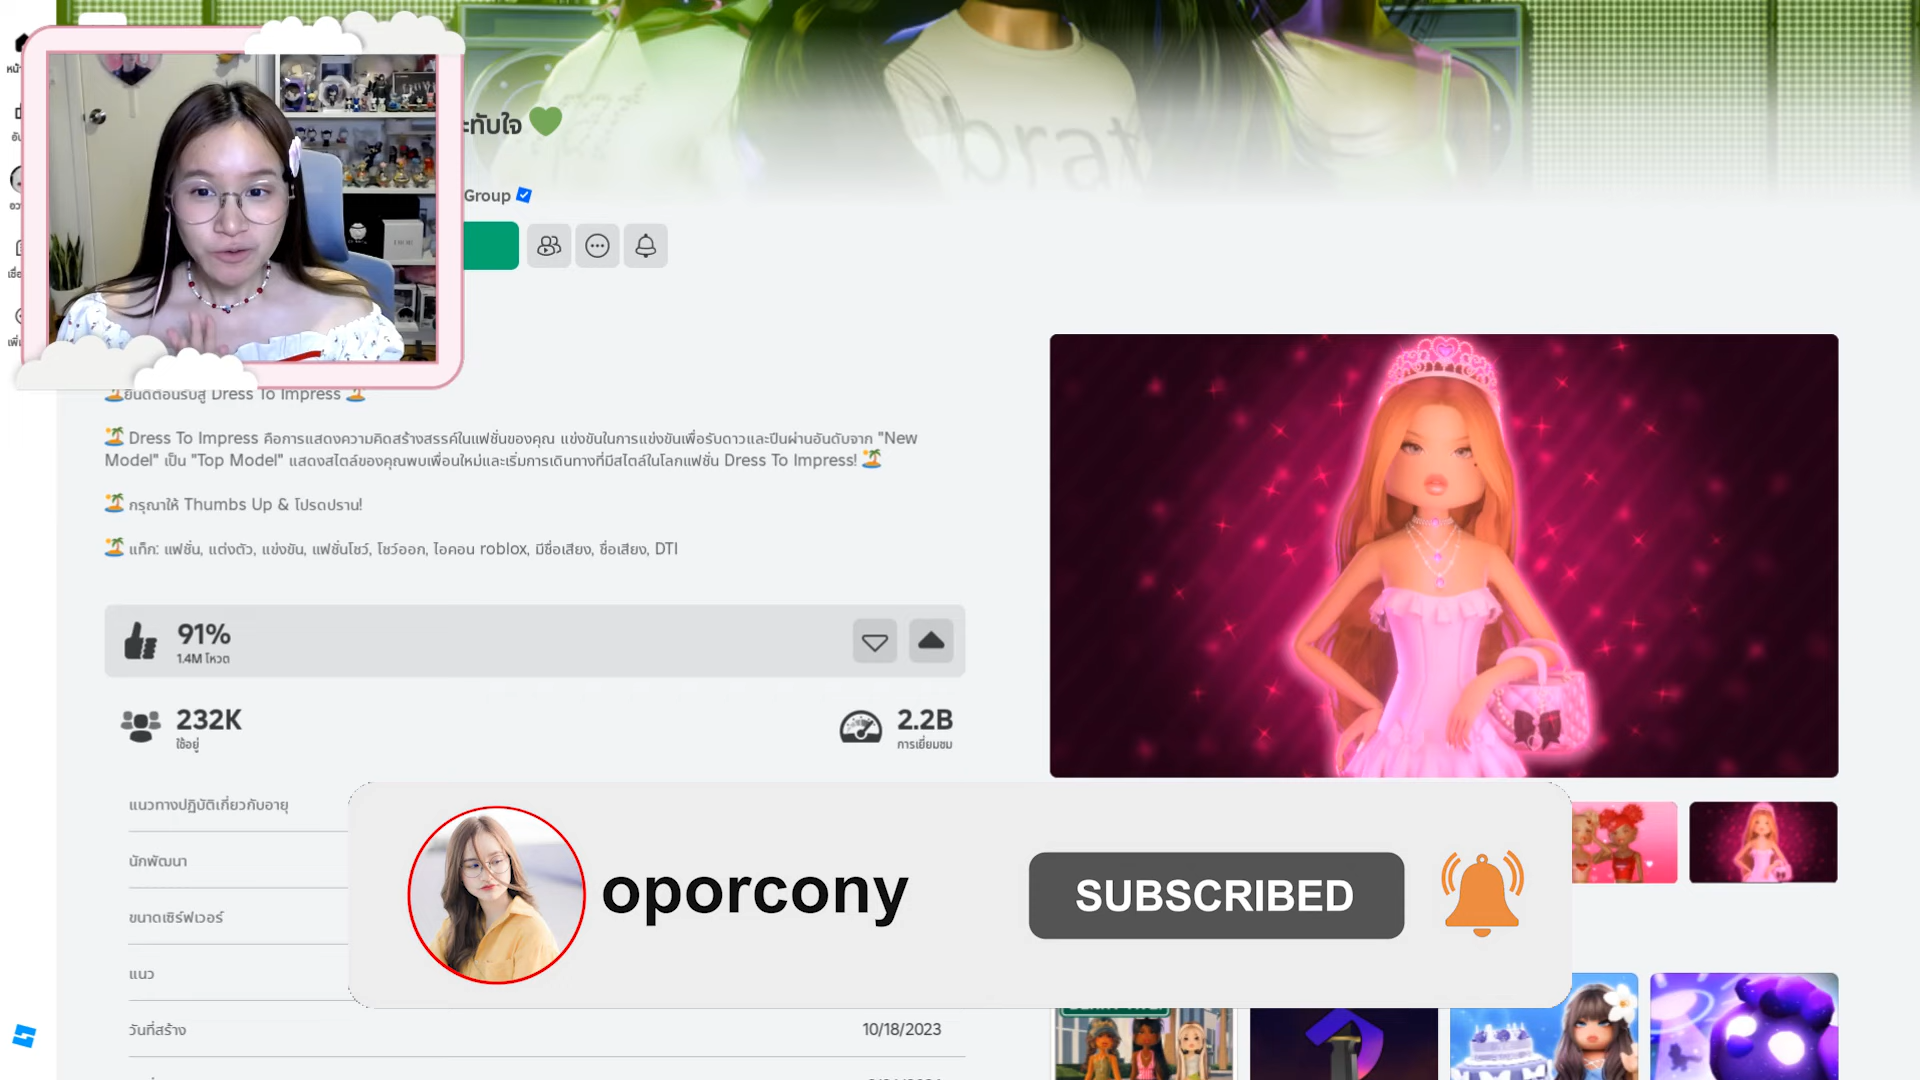 brat
ะทับใจ
Group
ยินดีต้อนรับสู่ Dress To Impress
Dress To Impress คือการแสดงความคิดสร้างสรรค์ในแฟชั่นของคุณ แข่งขันในการแข่งขันเพื่อรับดาวและปีนผ่านอันดับจาก "New
Model" เป็น "Top Model" แสดงสไตล์ของคุณพบเพื่อนใหม่และเริ่มการเดินทางที่มีสไตล์ในโลกแฟชั่น Dress To Impress!
กรุณาให้ Thumbs Up & โปรดปราน!
แท็ก: แฟชั่น, แต่งตัว, แข่งขัน, แฟชั่นโชว์, โชว์ออก, ไอคอน roblox, มีชื่อเสียง, ชื่อเสียง, DTI
91%
1.4M โหวต
232K
ใช้อยู่
2.2B
การเยี่ยมชม
แนวทางปฏิบัติเกี่ยวกับอายุ
นักพัฒนา
ขนาดเซิร์ฟเวอร์
แนว
วันที่สร้าง
10/18/2023
oporcony
SUBSCRIBED